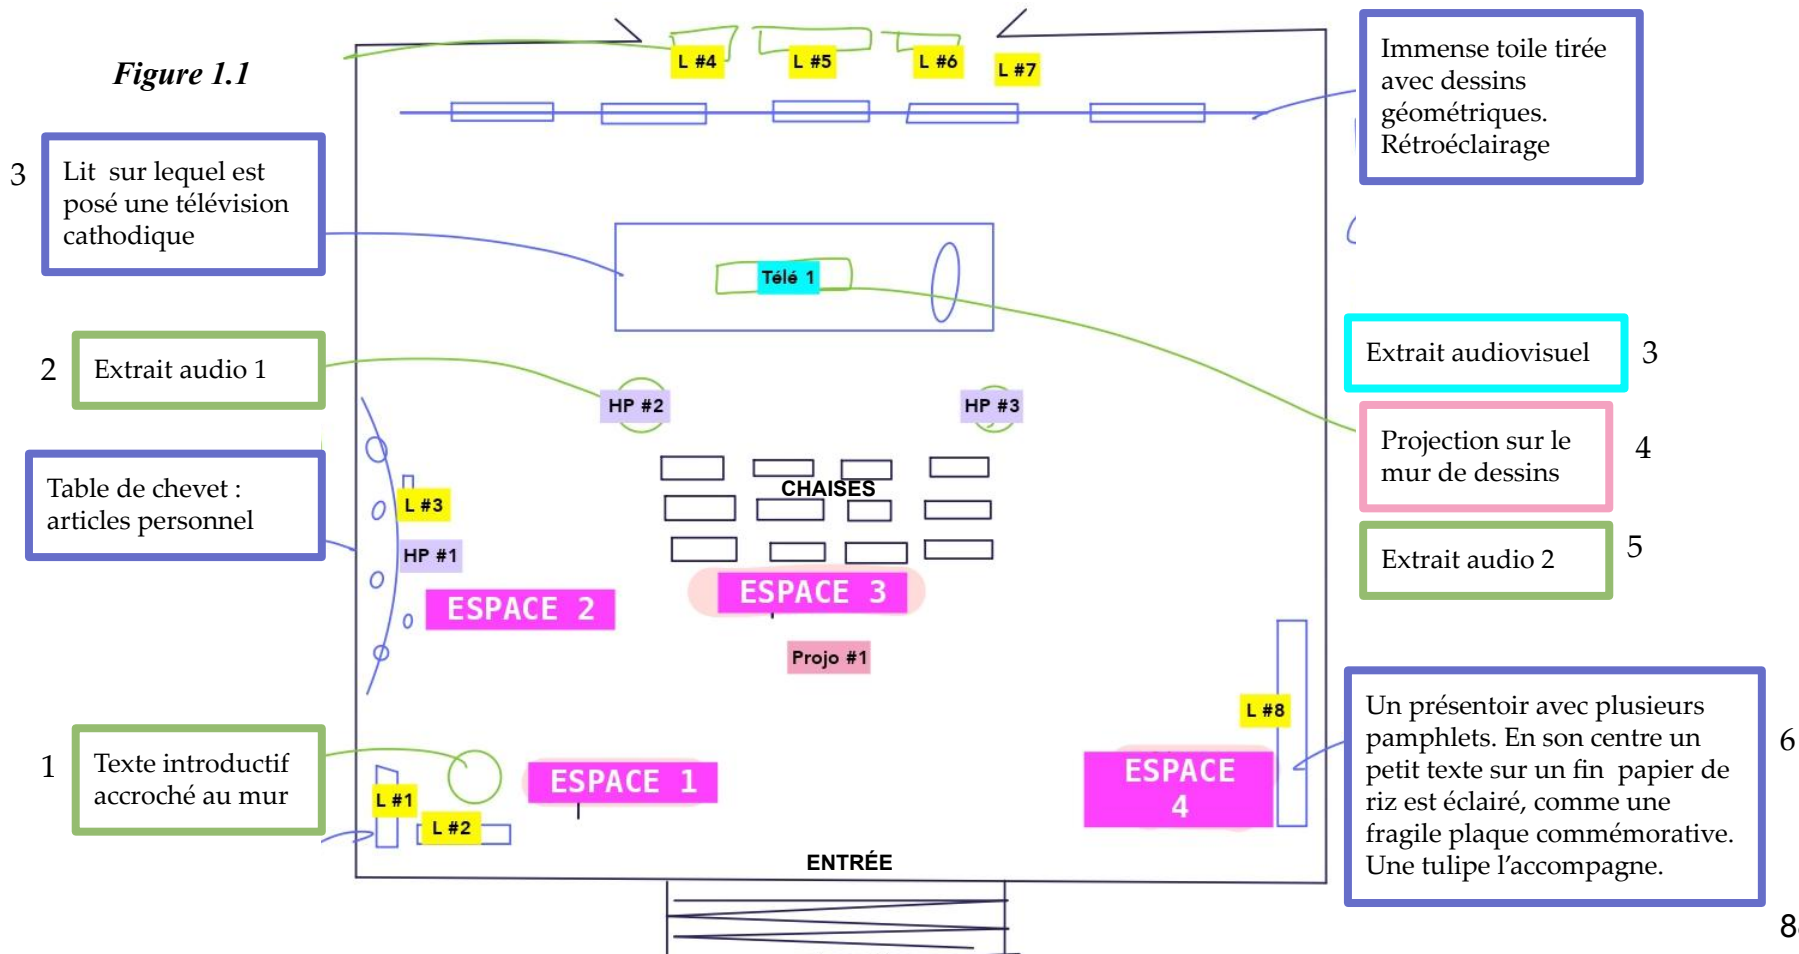 Figure 1.1
L #4
L #5
L #6
L #7
Immense toile tirée
avec dessins
géométriques.
Rétroéclairage
3
Lit sur lequel est
posé une télévision
cathodique
Télé 1
2
Extrait audio 1
HP #2
HP #3
Extrait audiovisuel
3
Projection sur le
mur de dessins
4
Extrait audio 2
5
Table de chevet :
articles personnel
L #3
HP #1
CHAISES
ESPACE 2
ESPACE 3
Projo #1
1
Texte introductif
accroché au mur
L #1
L #2
ESPACE 1
L #8
ESPACE
4
Un présentoir avec plusieurs
pamphlets. En son centre un
petit texte sur un fin papier de
riz est éclairé, comme une
fragile plaque commémorative.
Une tulipe l’accompagne.
6
ENTRÉE
8